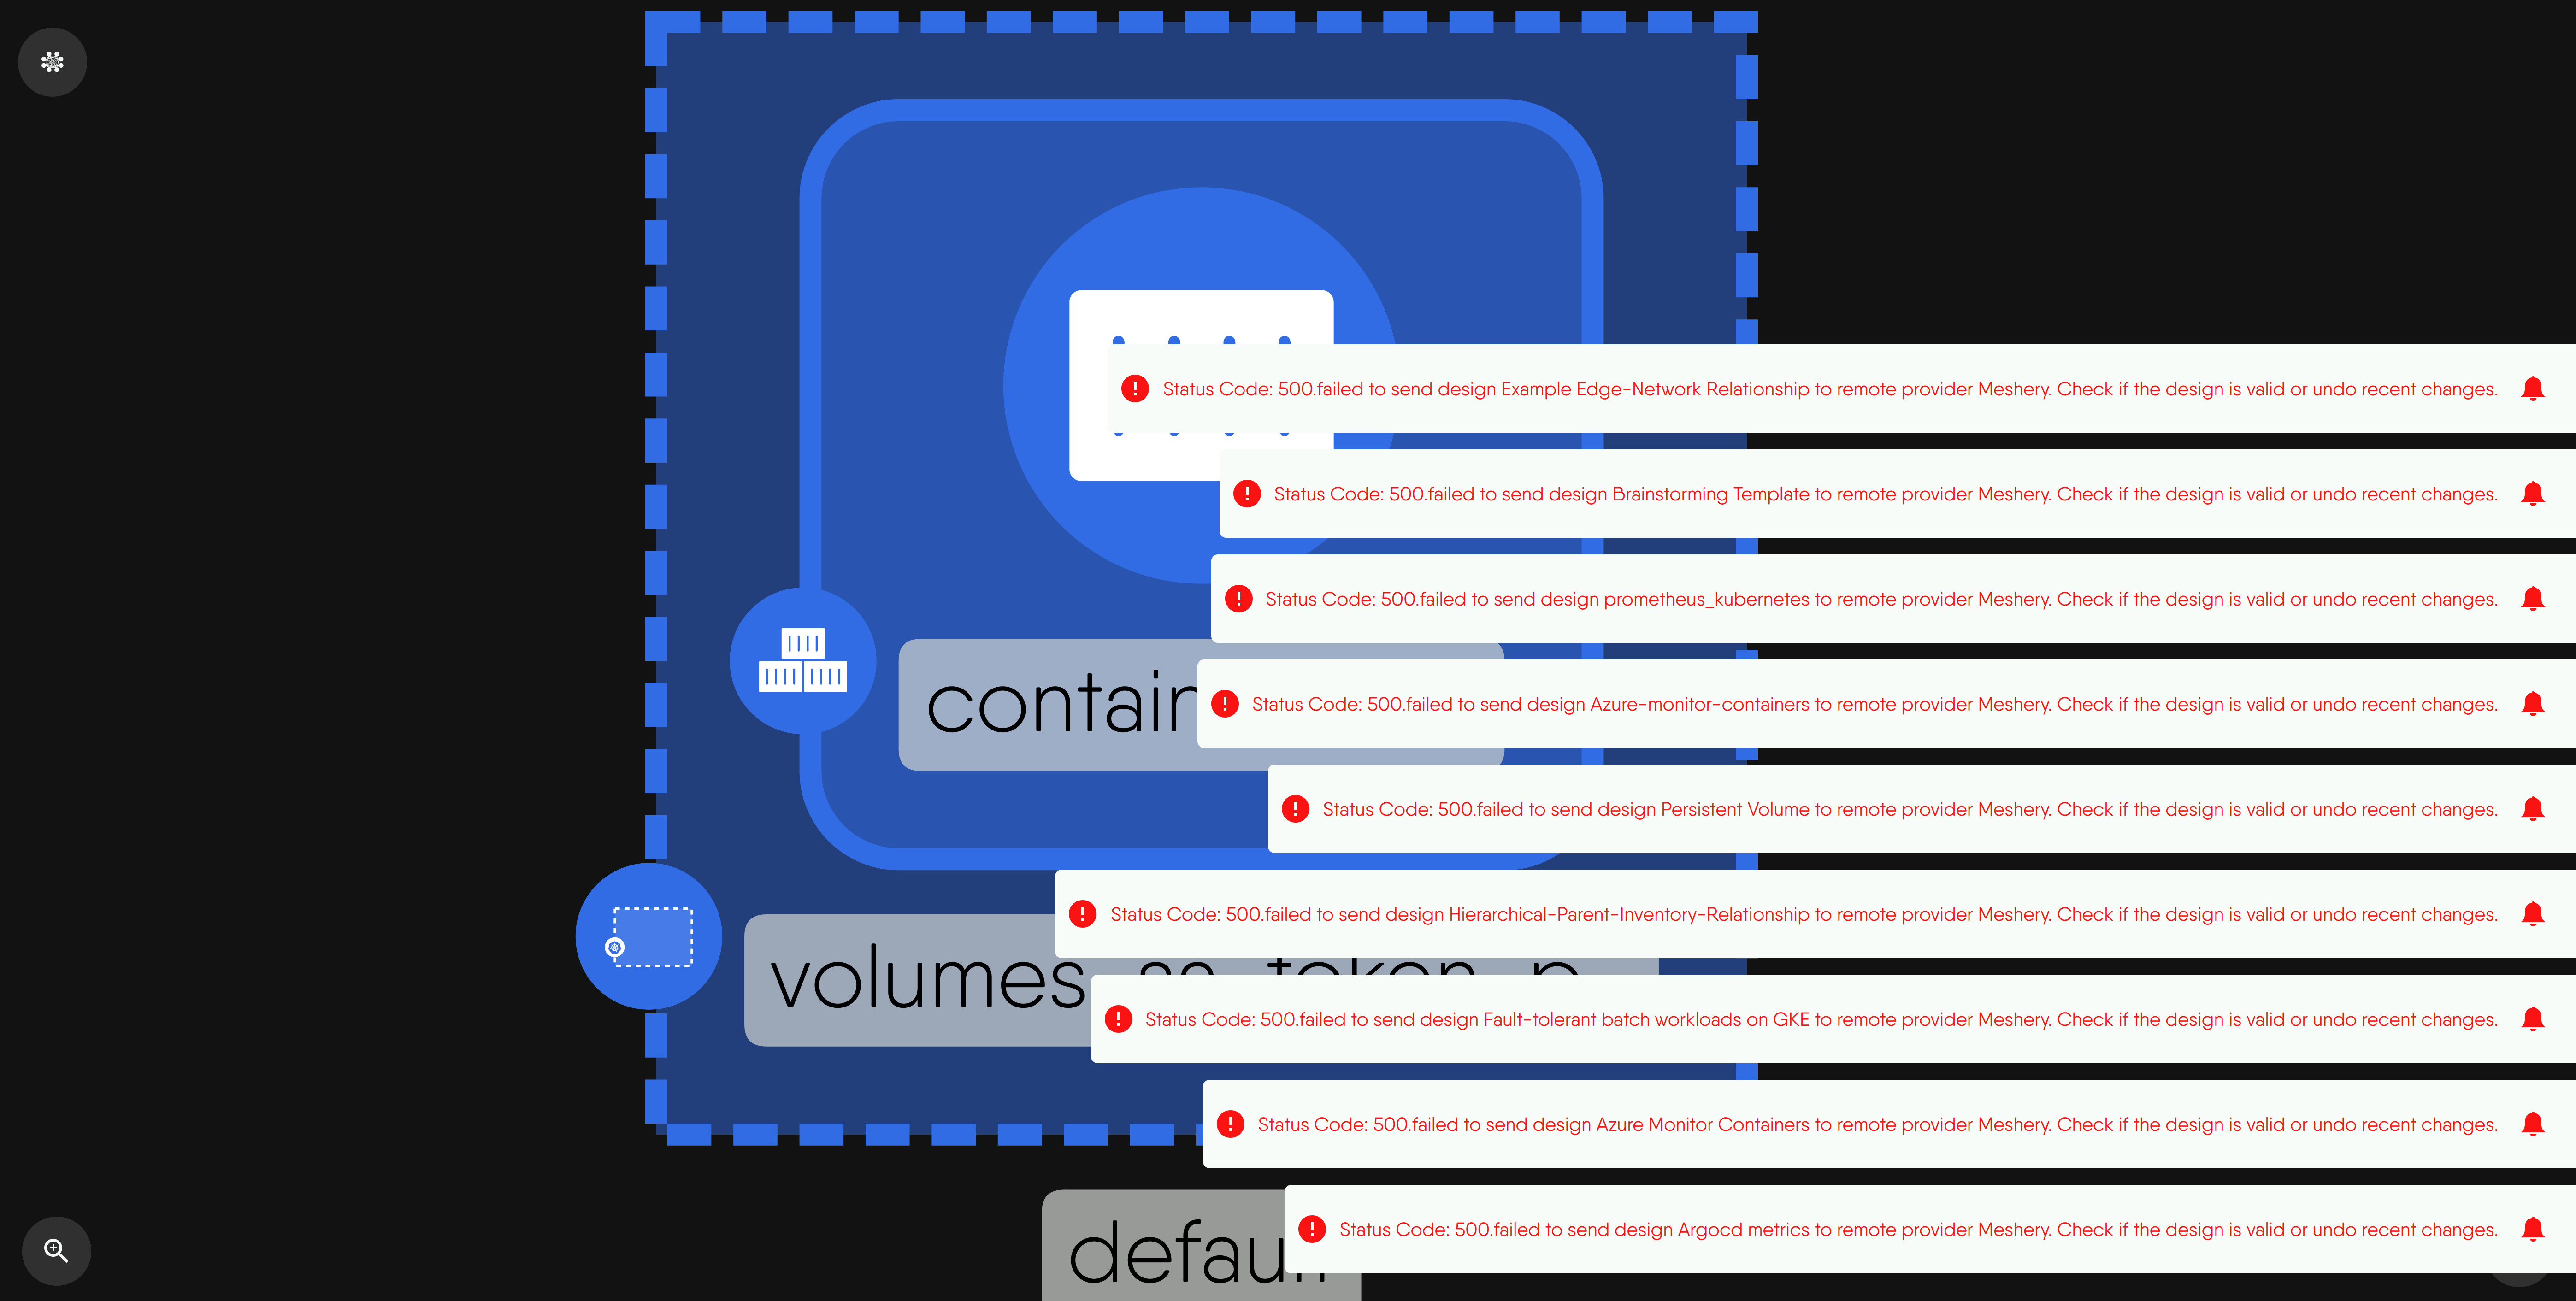 Status Code: 500.failed to send design Example Edge-Network Relationship to remote provider Meshery. Check if the design is valid or undo recent changes.
Status Code: 500.failed to send design Brainstorming Template to remote provider Meshery. Check if the design is valid or undo recent changes.
Status Code: 500.failed to send design prometheus_kubernetes to remote provider Meshery. Check if the design is valid or undo recent changes.
Status Code: 500.failed to send design Azure-monitor-containers to remote provider Meshery. Check if the design is valid or undo recent changes.
Status Code: 500.failed to send design Persistent Volume to remote provider Meshery. Check if the design is valid or undo recent changes.
Status Code: 500.failed to send design Hierarchical-Parent-Inventory-Relationship to remote provider Meshery. Check if the design is valid or undo recent changes.
volumes
Status Code: 500.failed to send design Fault-tolerant batch workloads on GKE to remote provider Meshery. Check if the design is valid or undo recent changes.
Status Code: 500.failed to send design Azure Monitor Containers to remote provider Meshery. Check if the design is valid or undo recent changes.
Status Code: 500.failed to send design Argocd metrics to remote provider Meshery. Check if the design is valid or undo recent changes.